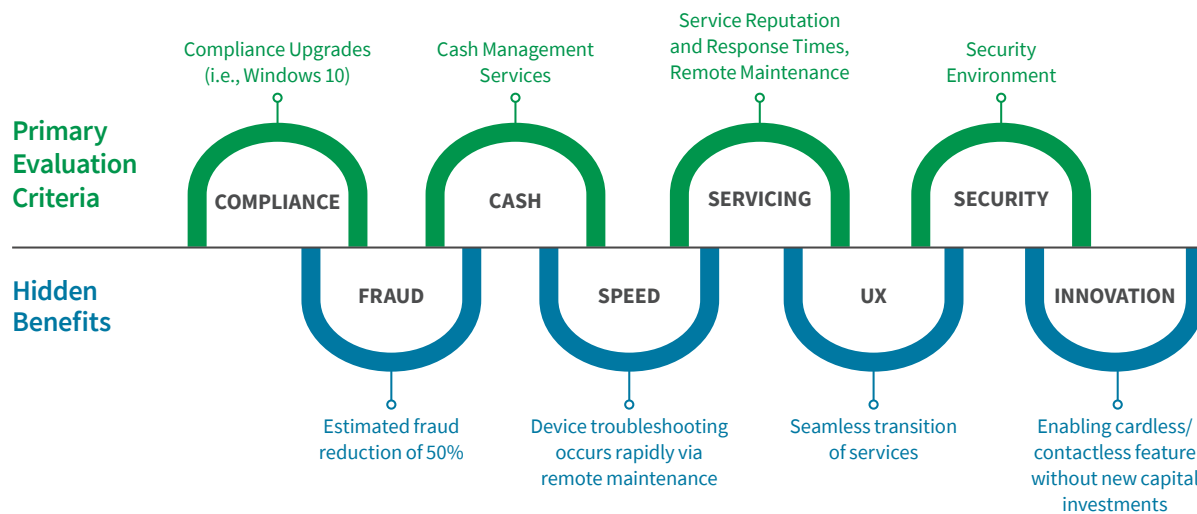 Compliance Upgrades
(i.e., Windows 10)
Cash Management
Services
Service Reputation
and Response Times,
Remote Maintenance
Security
Environment
Primary
Evaluation
Criteria
COMPLIANCE
CASH
SERVICING
SECURITY
Hidden
Benefits
FRAUD
SPEED
UX
INNOVATION
Estimated fraud
reduction of 50%
Device troubleshooting
occurs rapidly via
remote maintenance
Seamless transition
of services
Enabling cardless/
contactless feature
without new capital
investments